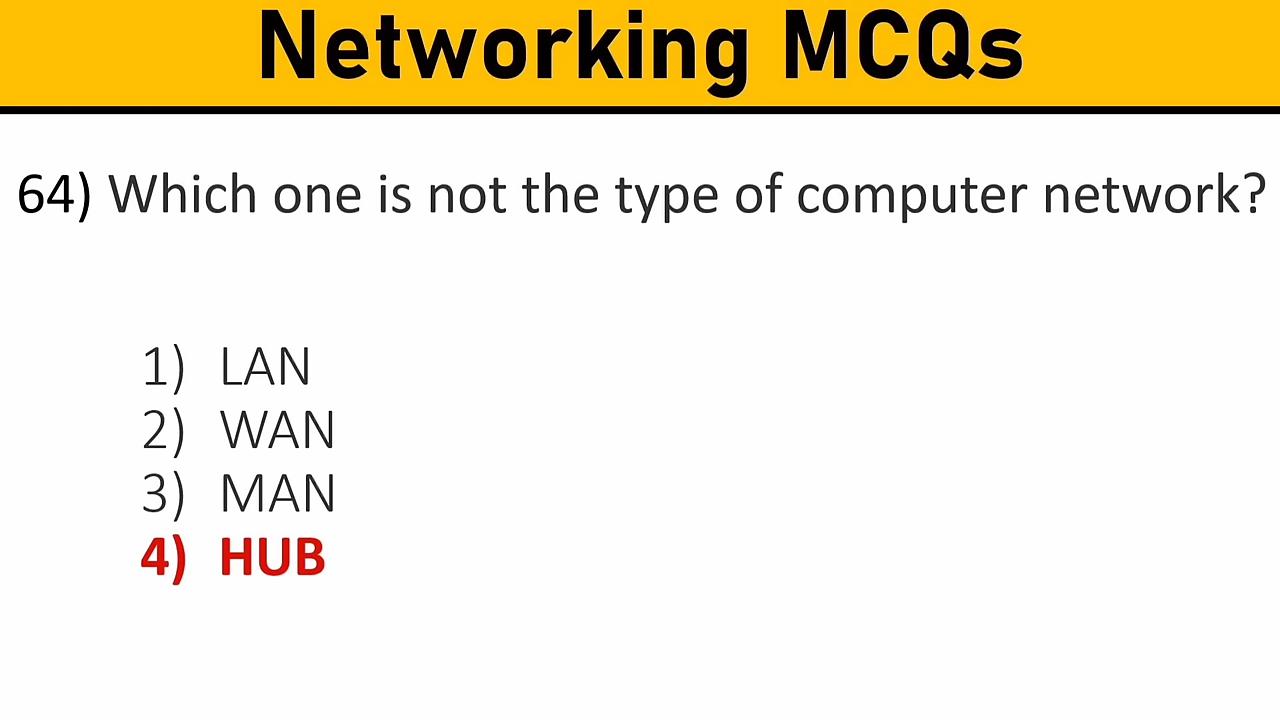 Networking MCQs
64) Which one is not the type of computer network?
1) LAN
2) WAN
3) MAN
4) HUB